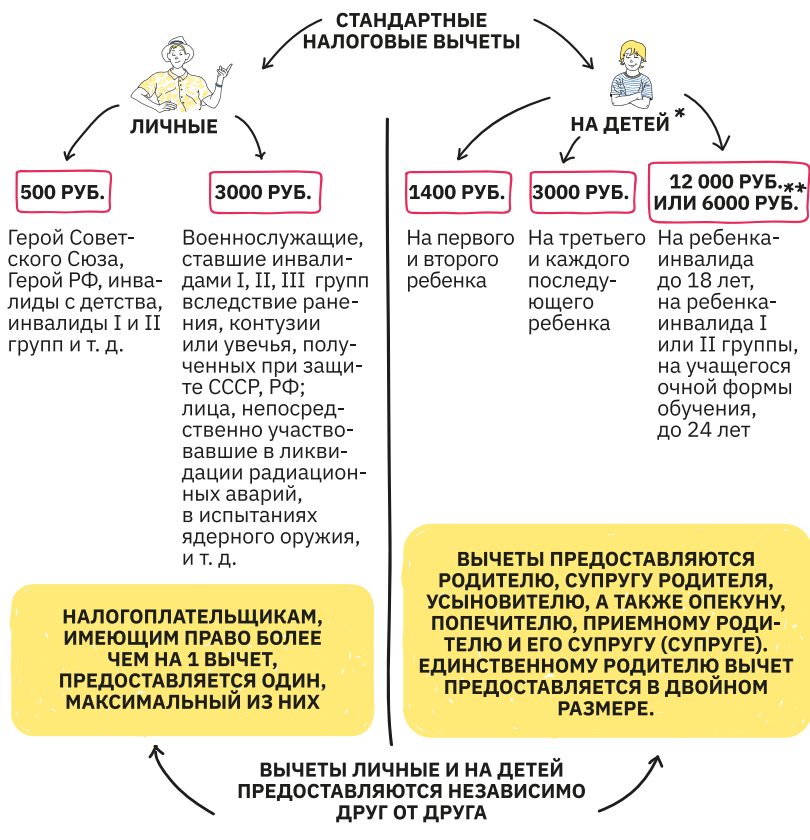 СТАНДАРТНЫЕ
НАЛОГОВЫЕ ВЫЧЕТЫ
ЛИЧНЫЕ
500 РУБ.
Герой Совет-
ского Сюза,
Герой РФ, инва-
лиды с детства,
инвалиды I и II
групп и т. д.
3000 РУБ.
Военнослужащие,
ставшие инвали-
дами I, II, III групп
вследствие ране-
ния, контузии
или увечья, полу-
ченных при защи-
те СССР, РФ;
лица, непосред-
ственно участво-
вавшие в ликви-
дации радиацион-
ных аварий,
в испытаниях
ядерного оружия,
и т. д.
НАЛОГОПЛАТЕЛЬЩИКАМ,
ИМЕЮЩИМ ПРАВО БОЛЕЕ
ЧЕМ НА 1 ВЫЧЕТ,
ПРЕДОСТАВЛЯЕТСЯ ОДИН,
МАКСИМАЛЬНЫЙ ИЗ НИХ
НА ДЕТЕЙ *
1400 РУБ.
На первого
и второго
ребенка
3000 РУБ.
На третьего
и каждого
последу-
ющего
ребенка
12 000 РУБ.
ИЛИ 6000 РУБ.**
На ребенка-
инвалида
до 18 лет,
на ребенка-
инвалида I
или II группы,
на учащегося
очной формы
обучения,
до 24 лет
ВЫЧЕТЫ ПРЕДОСТАВЛЯЮТСЯ
РОДИТЕЛЮ, СУПРУГУ РОДИТЕЛЯ,
УСЫНОВИТЕЛЮ, А ТАКЖЕ ОПЕКУНУ,
ПОПЕЧИТЕЛЮ, ПРИЕМНОМУ РОДИ-
ТЕЛЮ И ЕГО СУПРУГУ (СУПРУГЕ).
ЕДИНСТВЕННОМУ РОДИТЕЛЮ ВЫЧЕТ
ПРЕДОСТАВЛЯЕТСЯ В ДВОЙНОМ
РАЗМЕРЕ.
ВЫЧЕТЫ ЛИЧНЫЕ И НА ДЕТЕЙ
ПРЕДОСТАВЛЯЮТСЯ НЕЗАВИСИМО
ДРУГ ОТ ДРУГА